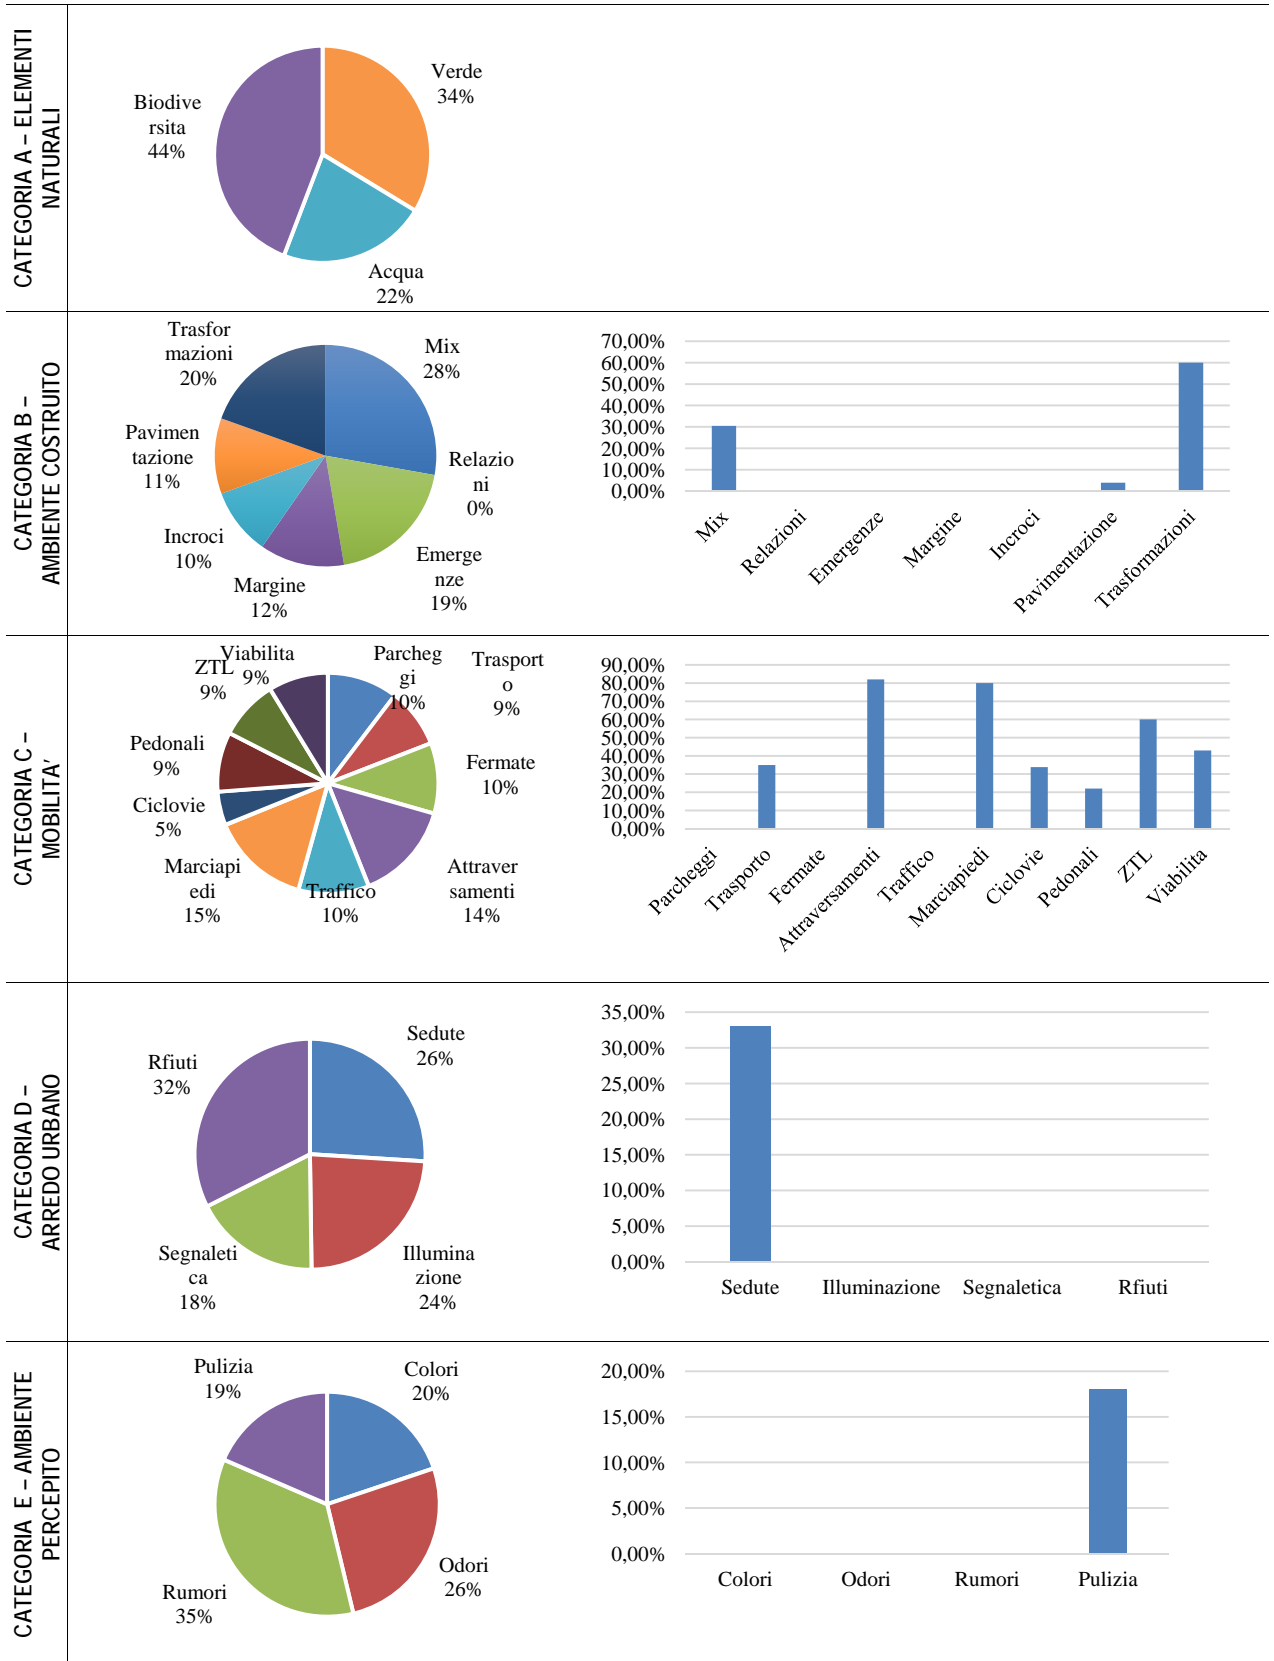 CATEGORIA A – ELEMENTI
NATURALI
Verde
34%
Biodive
rsita
44%
Acqua
22%
CATEGORIA B –
AMBIENTE COSTRUITO
Trasfor
mazioni
20%
Mix
28%
Pavimen
tazione
11%
Relazio
ni
0%
Incroci
10%
Emerge
nze
19%
Margine
12%
70,00%
60,00%
50,00%
40,00%
30,00%
20,00%
10,00%
0,00%
Mix
Relazioni
Emergenze
Margine
Incroci
Pavimentazione
Trasformazioni
CATEGORIA C –
MOBILITA’
Viabilita
9%
ZTL
9%
Parcheg
gi
10%
Trasport
o
9%
Pedonali
9%
Fermate
10%
Ciclovie
5%
Marciapi
edi
15%
Traffico
10%
Attraver
samenti
14%
90,00%
80,00%
70,00%
60,00%
50,00%
40,00%
30,00%
20,00%
10,00%
0,00%
Parcheggi
Trasporto
Fermate
Attraversamenti
Traffico
Marciapiedi
Ciclovie
Pedonali
ZTL
Viabilita
CATEGORIA D –
ARREDO URBANO
Sedute
26%
Rfiuti
32%
Segnaleti
ca
18%
Illumina
zione
24%
35,00%
30,00%
25,00%
20,00%
15,00%
10,00%
5,00%
0,00%
Sedute
Illuminazione
Segnaletica
Rfiuti
CATEGORIA E – AMBIENTE
PERCEPITO
Pulizia
19%
Colori
20%
Odori
26%
Rumori
35%
20,00%
15,00%
10,00%
5,00%
0,00%
Colori
Odori
Rumori
Pulizia